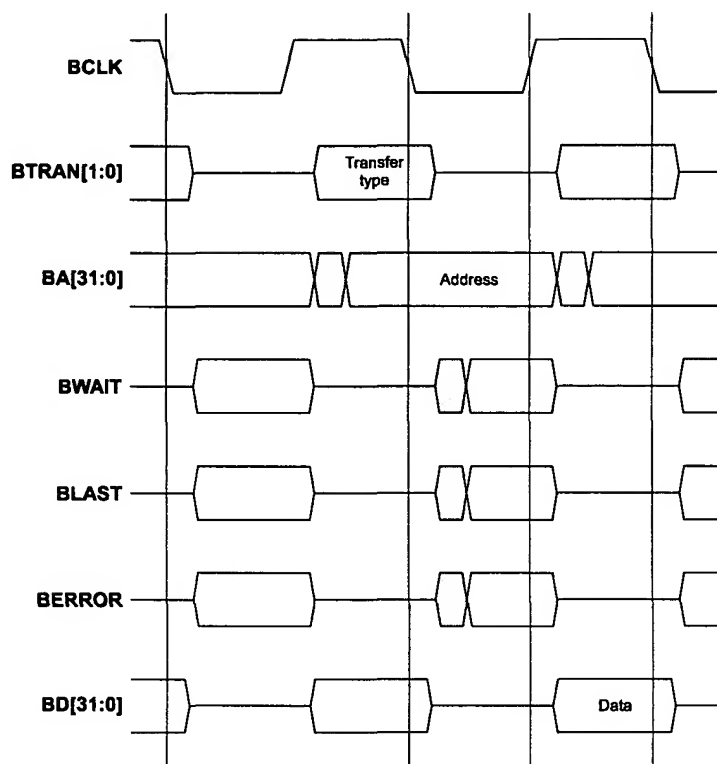 BCLK
BTRAN[1:0]
Transfer
type
BA[31:0]
Address
BWAIT
BLAST
BERROR
BD[31:0]
Data